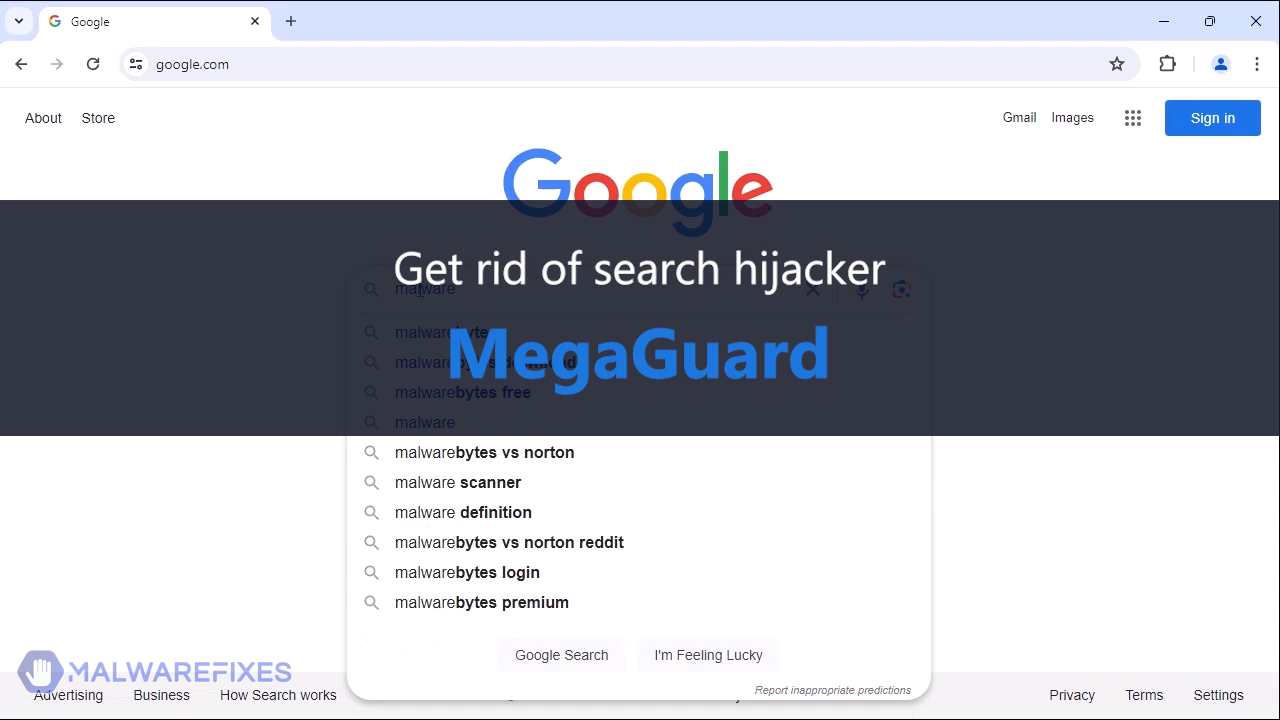 Google
google.com
About Store
Gmail Images
Sign in
Google
Get rid of search hijacker
malware
MegaGuard
malwarebytes free
malware
malwarebytes vs norton
malware scanner
malware definition
malwarebytes vs norton reddit
malwarebytes login
malwarebytes premium
Google Search I'm Feeling Lucky
MALWAREFIXES
Report inappropriate predictions
Advertising Business How Search works
Privacy Terms Settings